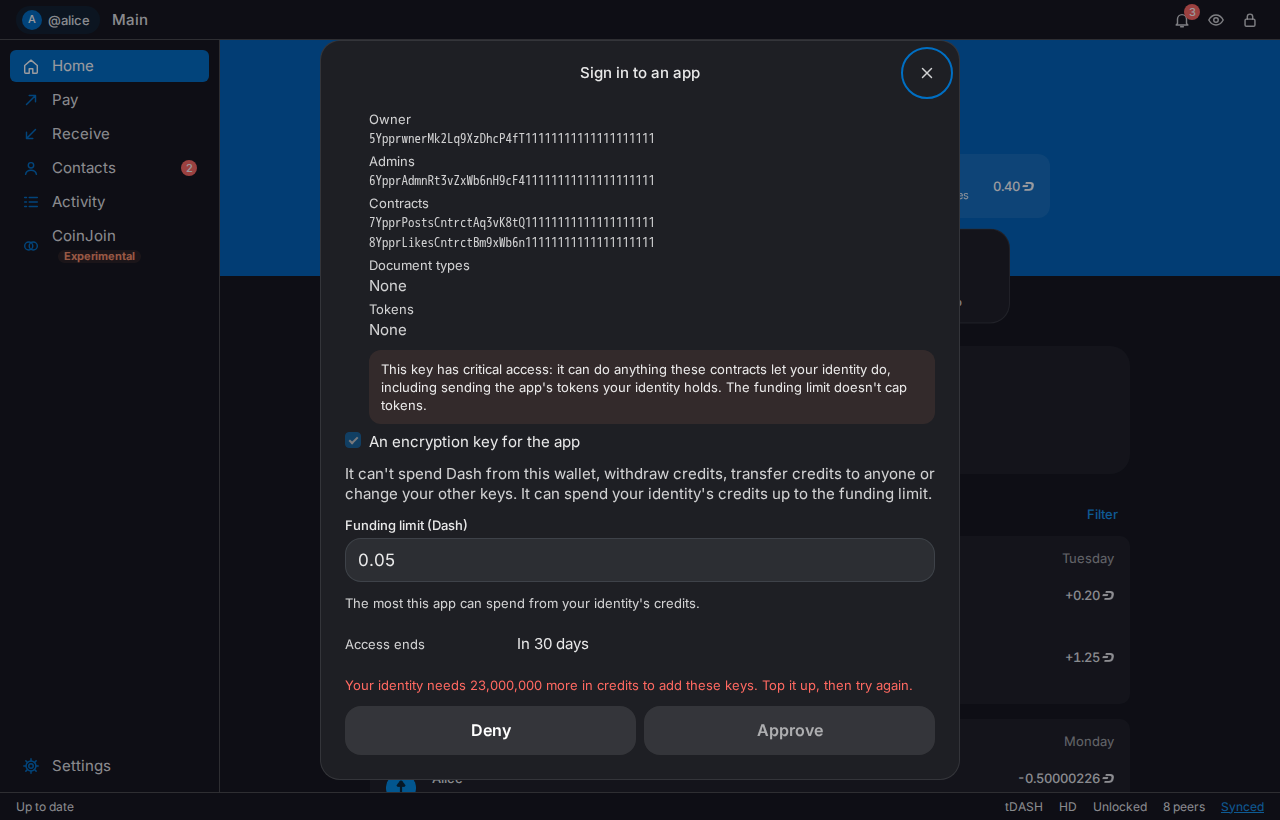 A @alice Main
3
Home
Pay
Receive
Contacts 2
Activity
CoinJoin
Experimental
Settings
Sign in to an app
Owner
5YpprwnerMk2Lq9XzDhcP4fT11111111111111111111
Admins
6YpprAdmnRt3vZxWb6nH9cF411111111111111111111
Contracts
7YpprPostsCntrctAq3vK8tQ11111111111111111111
8YpprLikesCntrctBm9xWb6n11111111111111111111
Document types
None
Tokens
None
This key has critical access: it can do anything these contracts let your identity do,
including sending the app's tokens your identity holds. The funding limit doesn't cap
tokens.
An encryption key for the app
It can't spend Dash from this wallet, withdraw credits, transfer credits to anyone or
change your other keys. It can spend your identity's credits up to the funding limit.
Funding limit (Dash)
0.05
The most this app can spend from your identity's credits.
Access ends In 30 days
Your identity needs 23,000,000 more in credits to add these keys. Top it up, then try again.
Deny Approve
0.40
Filter
Tuesday
+0.20
+1.25
Monday
Alice -0.50000226
Up to date
tDASH HD Unlocked 8 peers Synced